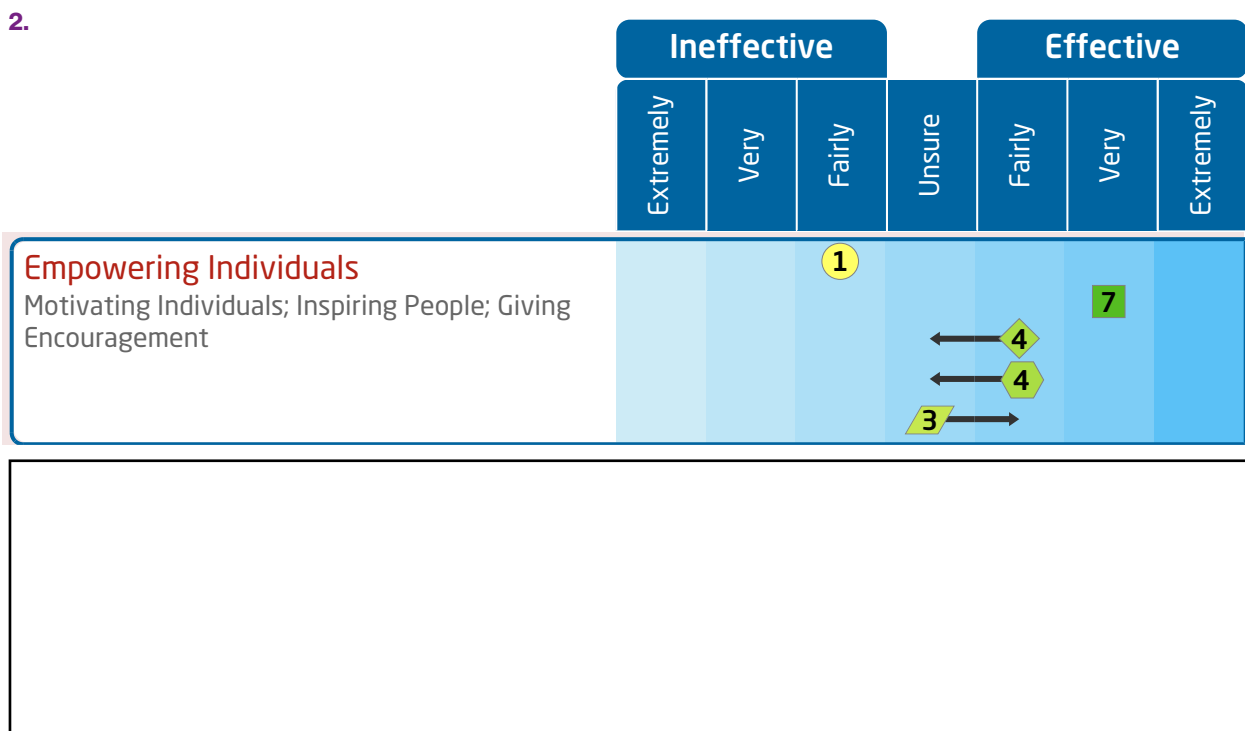 2.
Ineffective
Effective
Extremely
Very
Fairly
Unsure
Fairly
Very
Extremely
Empowering Individuals
Motivating Individuals; Inspiring People; Giving
Encouragement
1
7
4
4
3